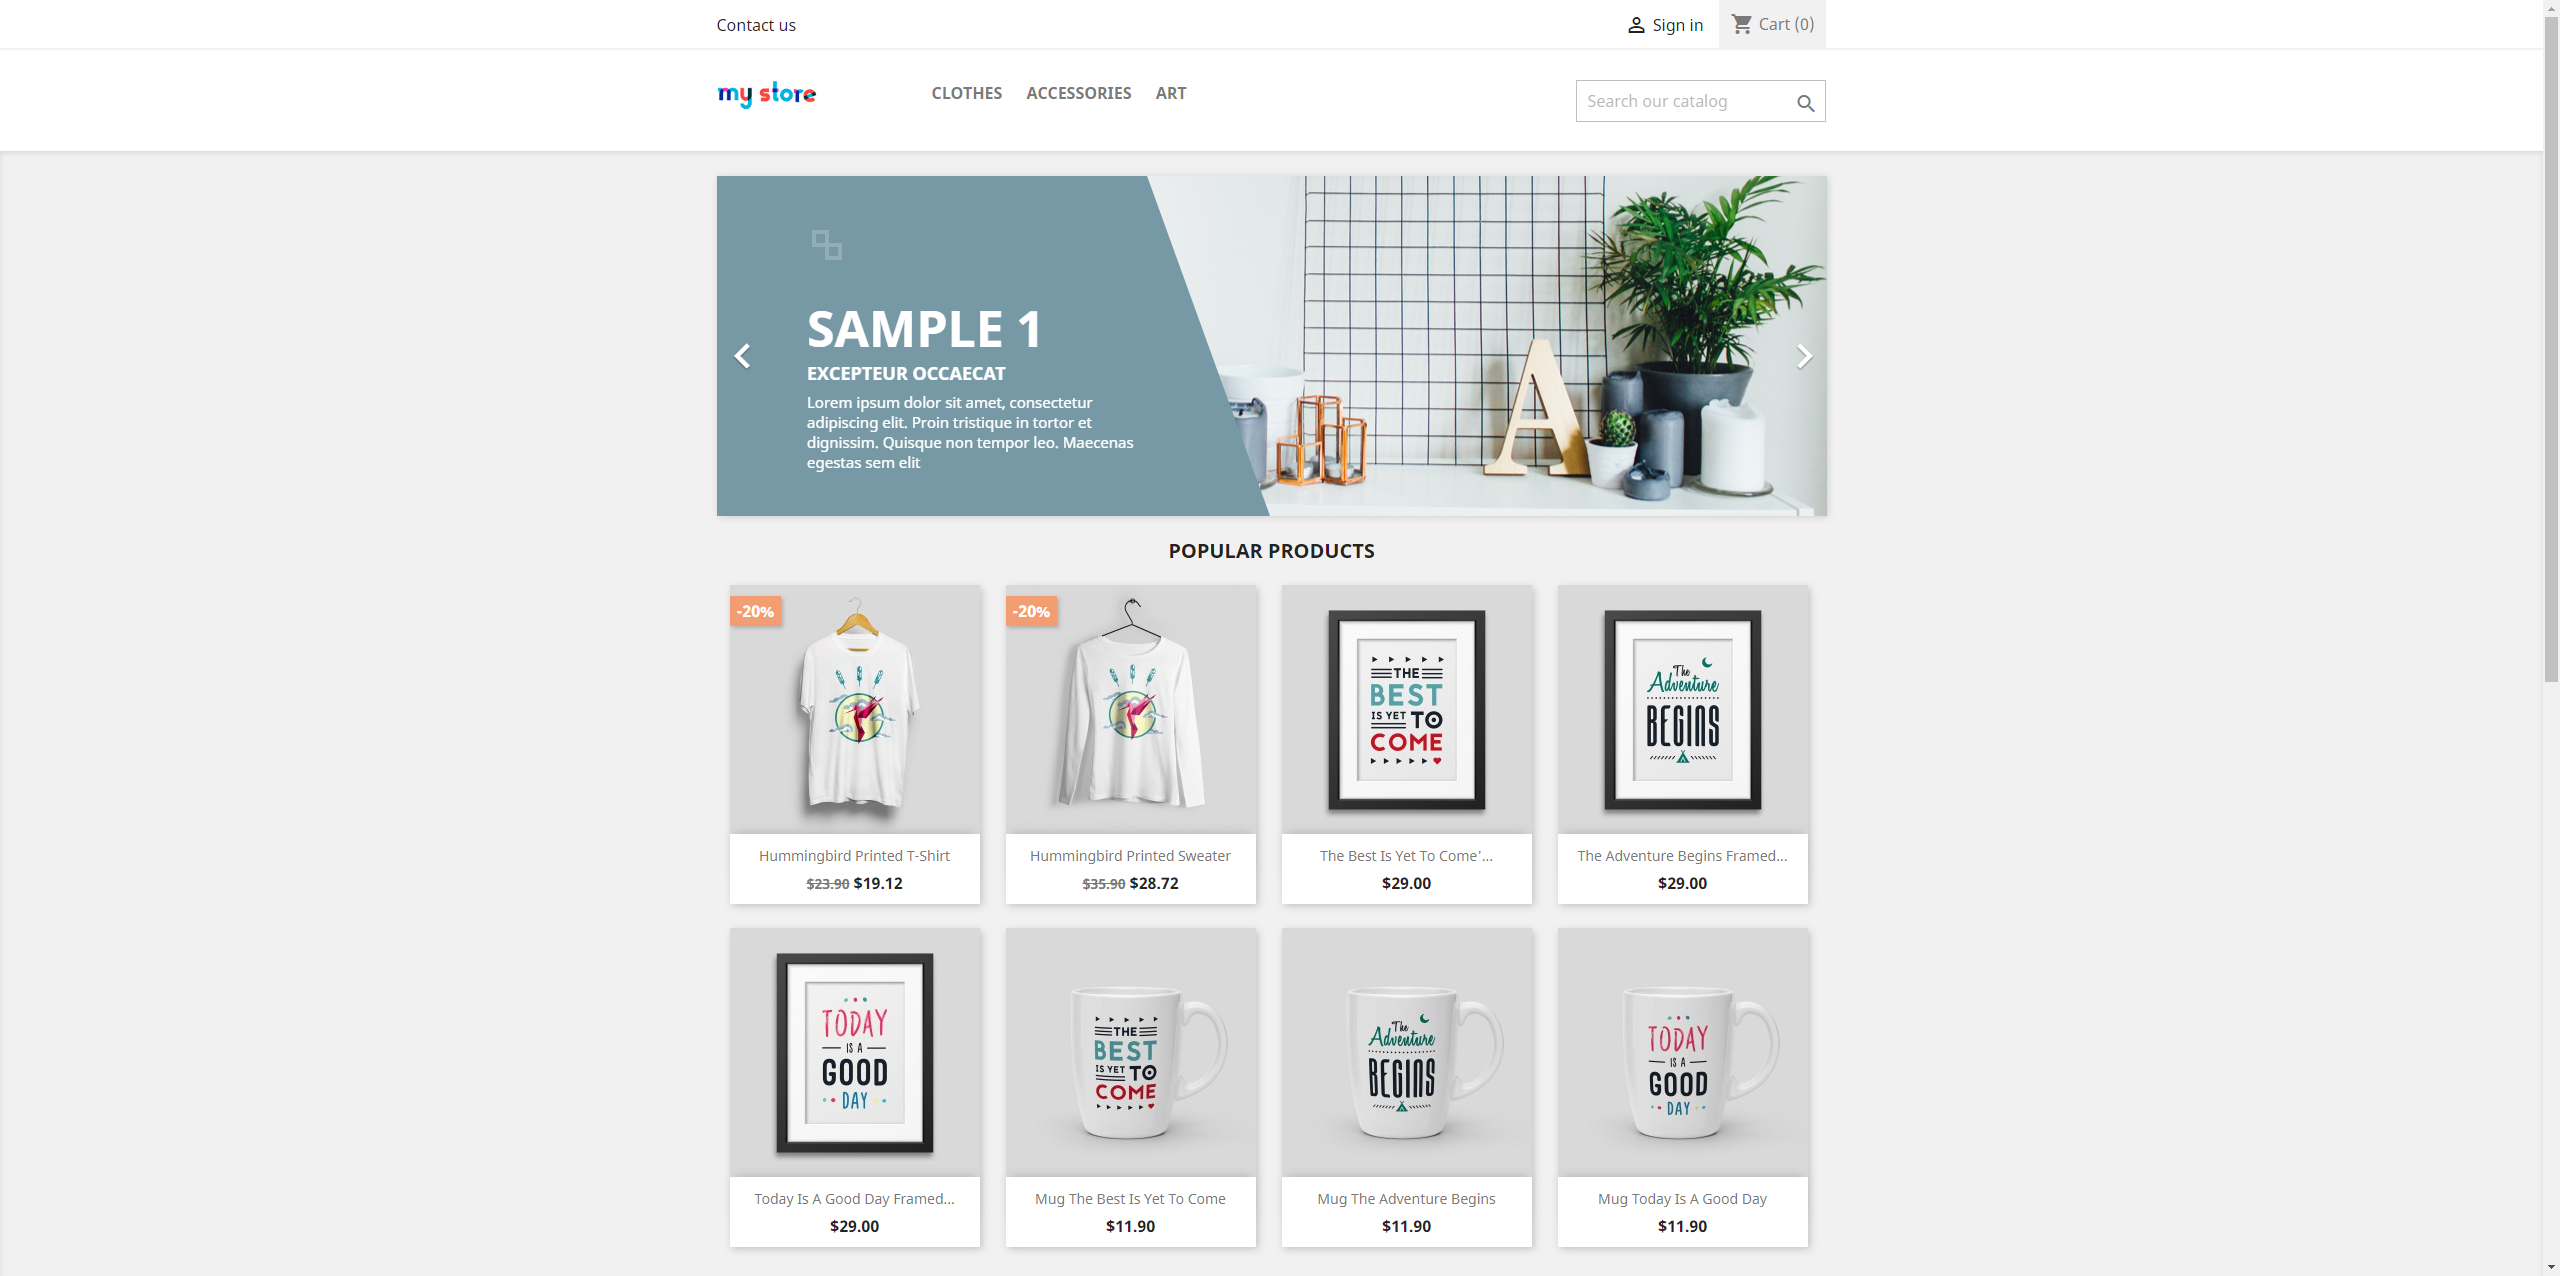 Contact us
Sign in
Cart (0)
my store
CLOTHES
ACCESSORIES
ART
Search our catalog
SAMPLE 1
EXCEPTEUR OCCAECAT
Lorem ipsum dolor sit amet, consectetur
adipiscing elit. Proin tristique in tortor et
dignissim. Quisque non tempor leo. Maecenas
egestas sem elit
A
POPULAR PRODUCTS
-20%
Hummingbird Printed T-Shirt
$23.90 $19.12
-20%
Hummingbird Printed Sweater
$35.90 $28.72
THE
BEST
IS YET TO
COME
The Best Is Yet To Come'...
$29.00
The
Adventure
BEGINS
The Adventure Begins Framed...
$29.00
TODAY
IS A
GOOD
DAY
Today Is A Good Day Framed...
$29.00
THE
BEST
IS YET TO
COME
Mug The Best Is Yet To Come
$11.90
The
Adventure
BEGINS
Mug The Adventure Begins
$11.90
TODAY
IS A
GOOD
DAY
Mug Today Is A Good Day
$11.90